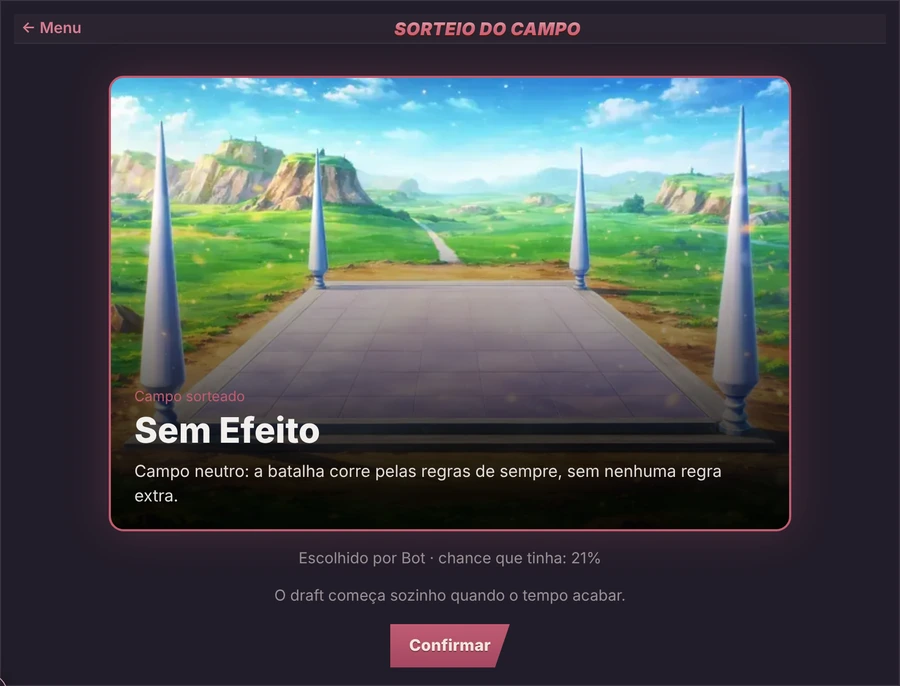 ← Menu
SORTEIO DO CAMPO
Campo sorteado
Sem Efeito
Campo neutro: a batalha corre pelas regras de sempre, sem nenhuma regra
extra.
Escolhido por Bot · chance que tinha: 21%
O draft começa sozinho quando o tempo acabar.
Confirmar